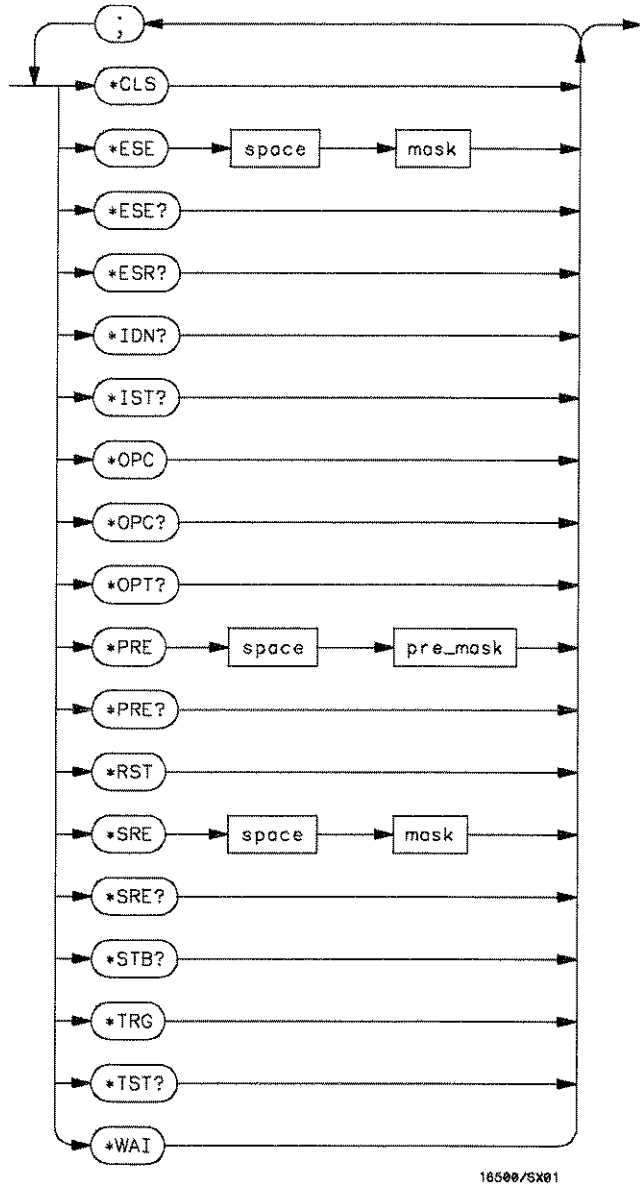 ;
*CLS
*ESE space mask
*ESE?
*ESR?
*IDN?
*IST?
*OPC
*OPC?
*OPT?
*PRE space pre_mask
*PRE?
*RST
*SRE space mask
*SRE?
*STB?
*TRG
*TST?
*WAI
16500/SX01